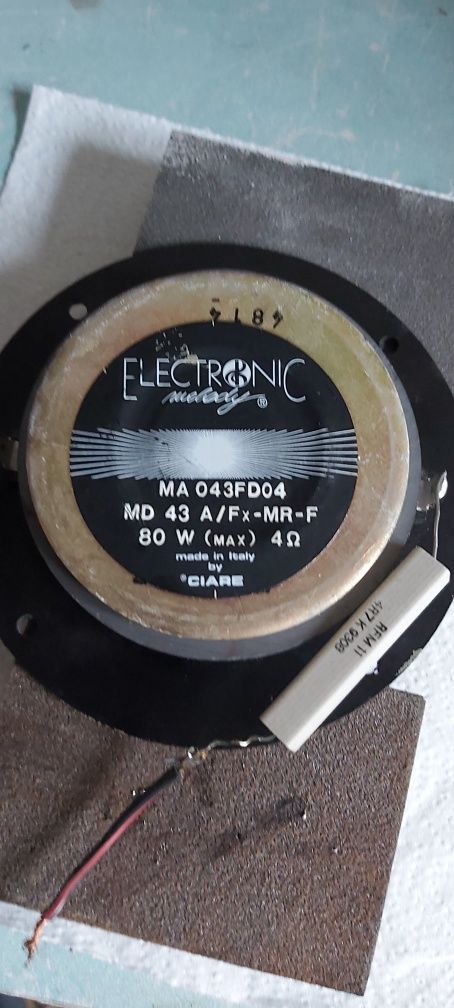 4814
ELECTRONIC
melody ®
MA 043FD04
MD 43 A/Fx-MR-F
80 W (MAX) 4Ω
made in Italy
by
®CIARE
RFM 11
4R7 K 9308